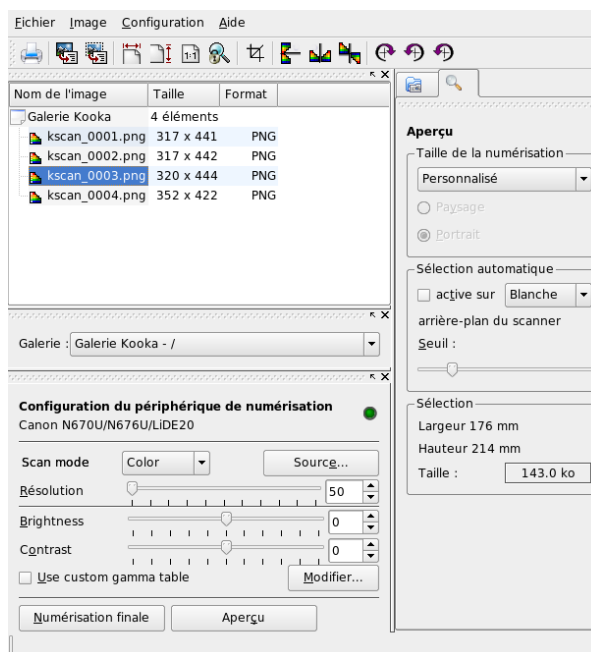 Fichier Image Configuration Aide
Nom de l'image Taille Format
Galerie Kooka 4 éléments
kscan_0001.png 317 x 441 PNG
kscan_0002.png 317 x 442 PNG
kscan_0003.png 320 x 444 PNG
kscan_0004.png 352 x 422 PNG
Galerie : Galerie Kooka - /
Configuration du périphérique de numérisation
Canon N670U/N676U/LiDE20
Scan mode Color Source...
Résolution 50
Brightness 0
Contrast 0
Use custom gamma table Modifier...
Numérisation finale Aperçu
Aperçu
Taille de la numérisation
Personnalisé
Paysage
Portrait
Sélection automatique
active sur Blanche
arrière-plan du scanner
Seuil :
Sélection
Largeur 176 mm
Hauteur 214 mm
Taille : 143.0 ko